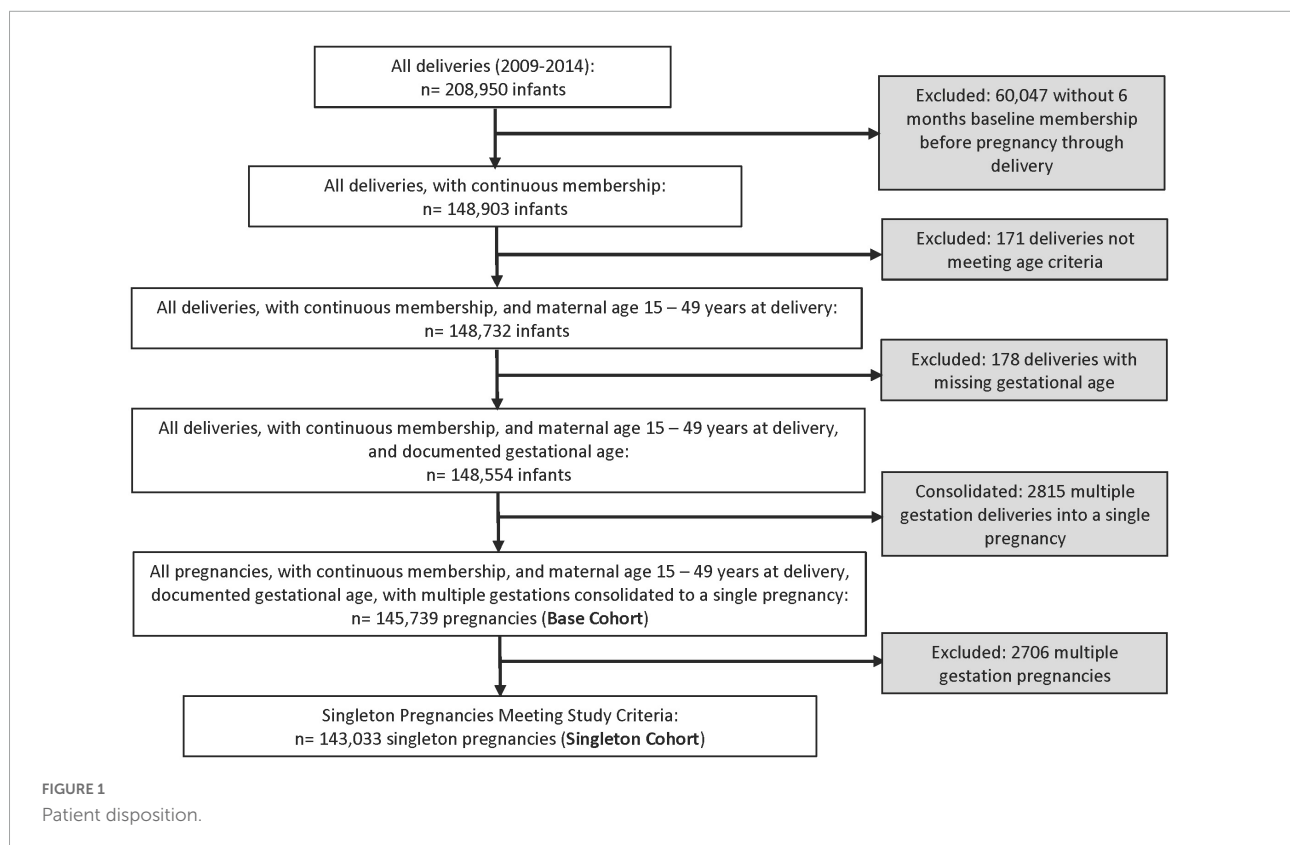 All deliveries (2009-2014):
n= 208,950 infants
Excluded: 60,047 without 6
months baseline membership
before pregnancy through
delivery
All deliveries, with continuous membership:
n= 148,903 infants
Excluded: 171 deliveries not
meeting age criteria
All deliveries, with continuous membership, and maternal age 15 – 49 years at delivery:
n= 148,732 infants
Excluded: 178 deliveries with
missing gestational age
All deliveries, with continuous membership, and maternal age 15 – 49 years at delivery,
and documented gestational age:
n= 148,554 infants
Consolidated: 2815 multiple
gestation deliveries into a single
pregnancy
All pregnancies, with continuous membership, and maternal age 15 – 49 years at delivery,
documented gestational age, with multiple gestations consolidated to a single pregnancy:
n= 145,739 pregnancies (Base Cohort)
Excluded: 2706 multiple
gestation pregnancies
Singleton Pregnancies Meeting Study Criteria:
n= 143,033 singleton pregnancies (Singleton Cohort)
FIGURE 1
Patient disposition.